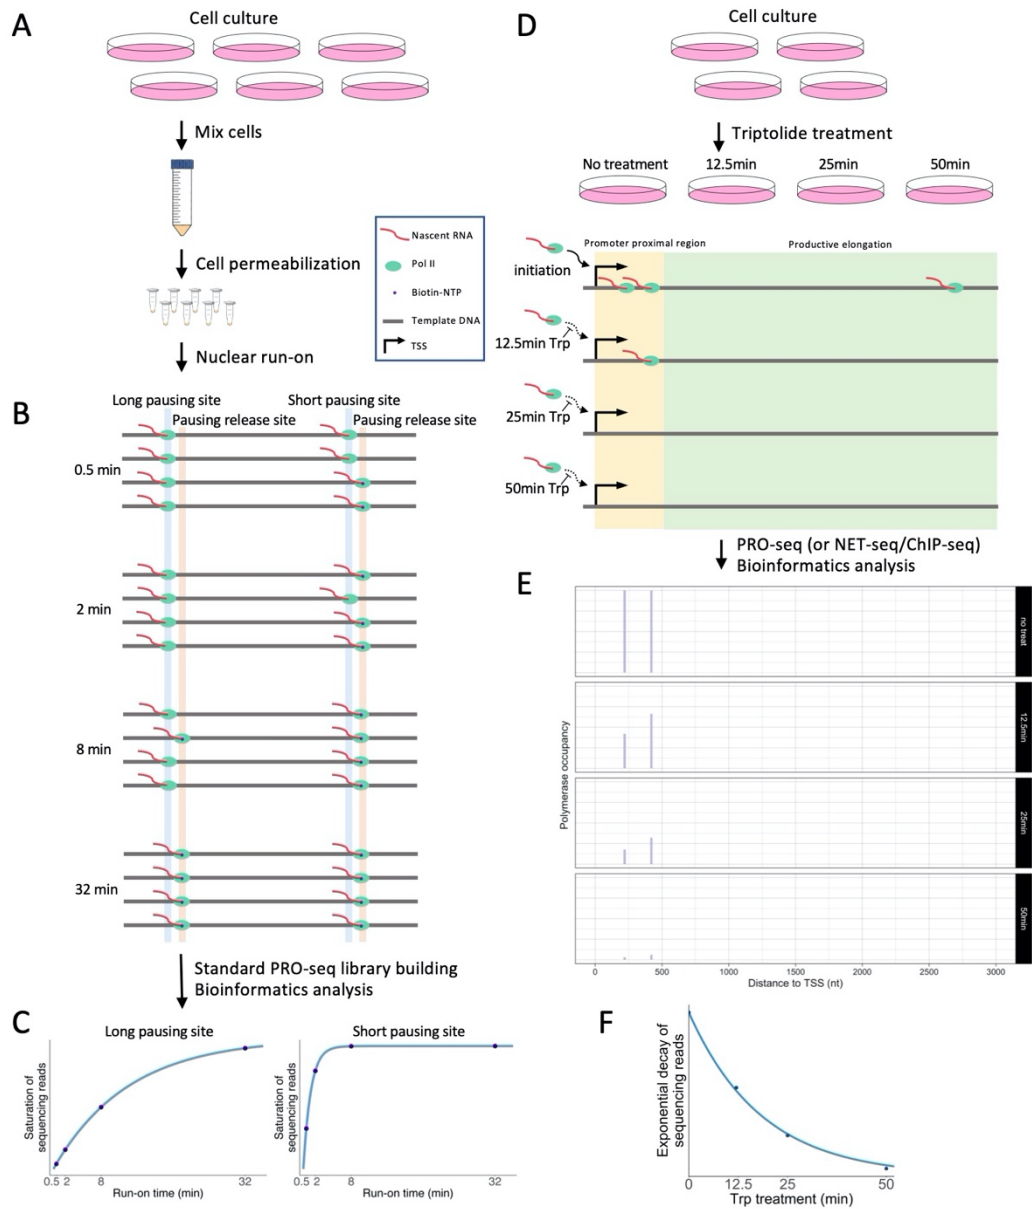 A
Cell culture
Mix cells
Cell permeabilization
Nuclear run-on
Nascent RNA
Pol II
Biotin-NTP
Template DNA
TSS
B
Long pausing site
Short pausing site
Pausing release site
Pausing release site
0.5 min
2 min
8 min
32 min
Standard PRO-seq library building
Bioinformatics analysis
C
Long pausing site
Short pausing site
Saturation of
sequencing reads
0.5 2 8 32
Run-on time (min)
Saturation of
sequencing reads
0.5 2 8 32
Run-on time (min)
D
Cell culture
Triptolide treatment
No treatment
12.5min
25min
50min
Promoter proximal region
Productive elongation
initiation
12.5min Trp
25min Trp
50min Trp
PRO-seq (or NET-seq/ChIP-seq)
Bioinformatics analysis
E
Polymerase occupancy
no treat
12.5min
25min
50min
0 500 1000 1500 2000 2500 3000
Distance to TSS (nt)
F
Exponential decay of
sequencing reads
0 12.5 25 50
Trp treatment (min)